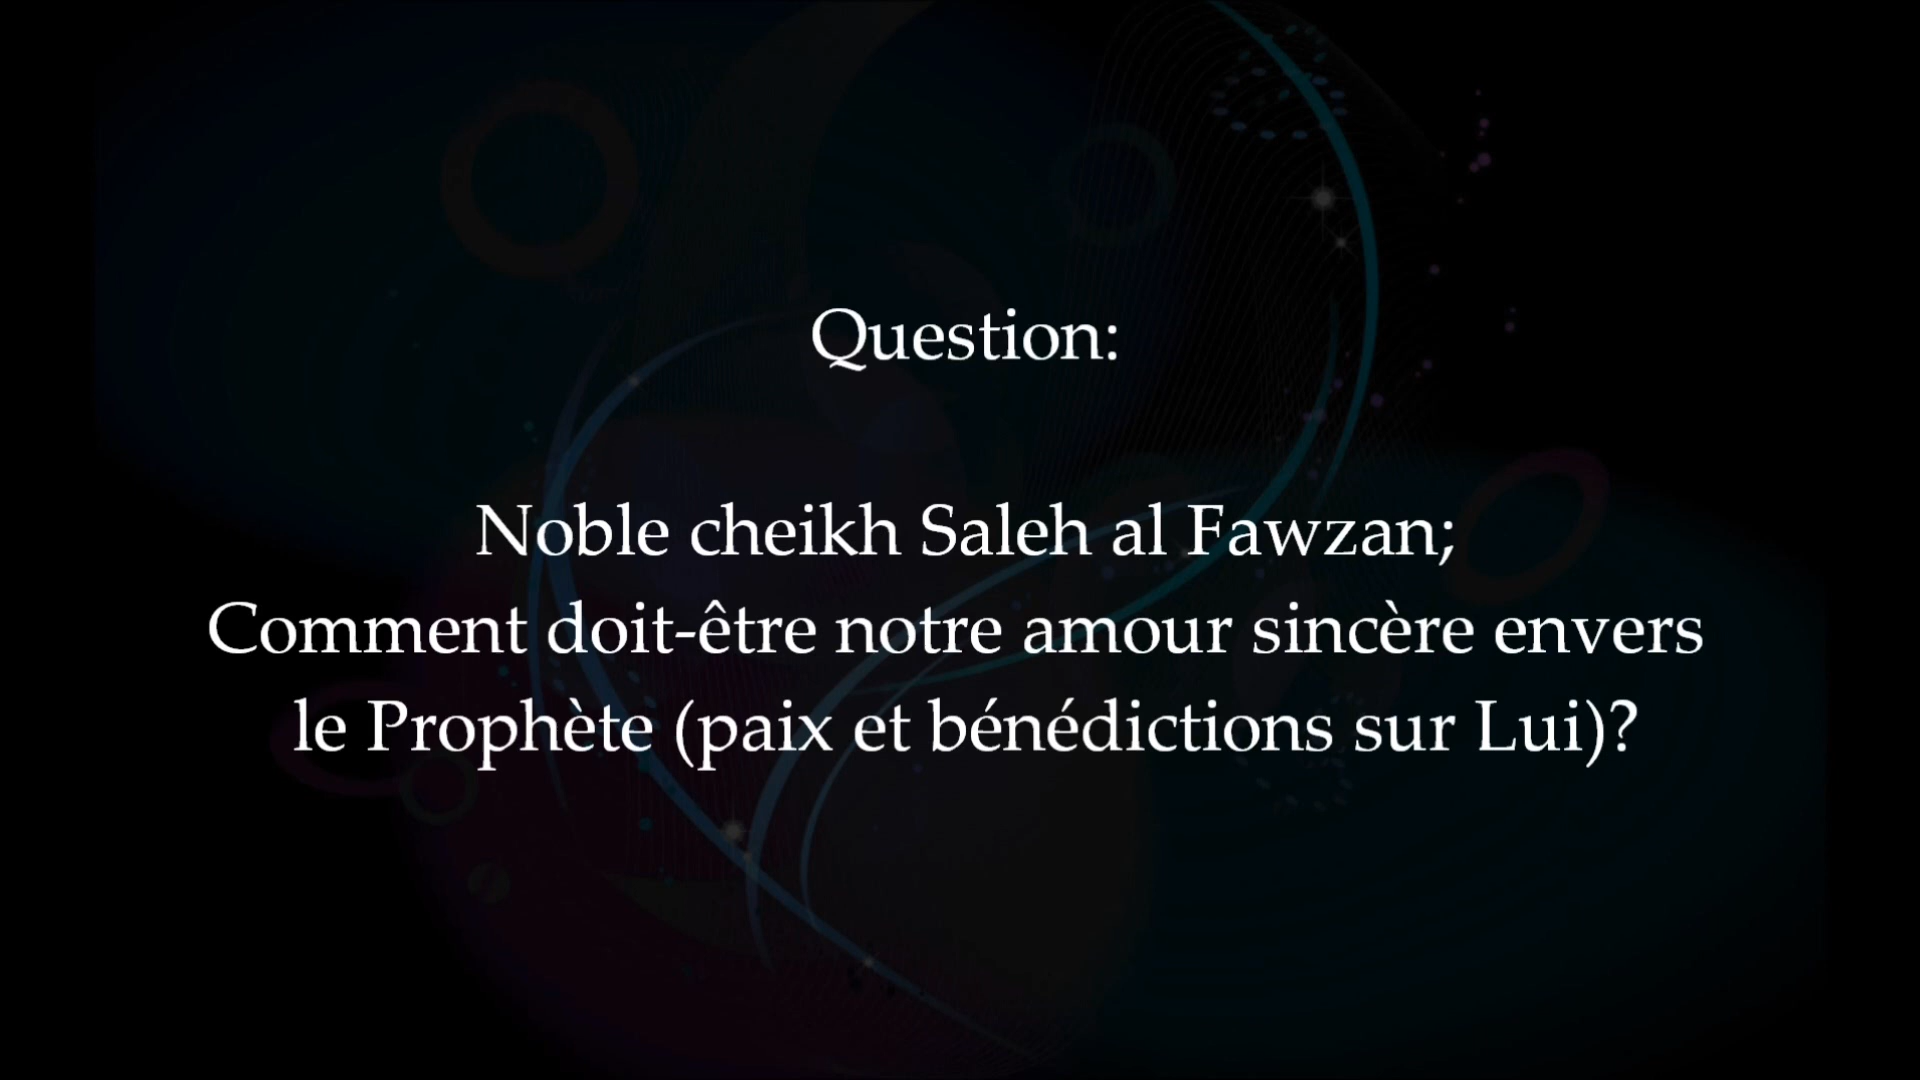 Question:
Noble cheikh Saleh al Fawzan;
Comment doit-être notre amour sincère envers
le Prophète (paix et bénédictions sur Lui)?